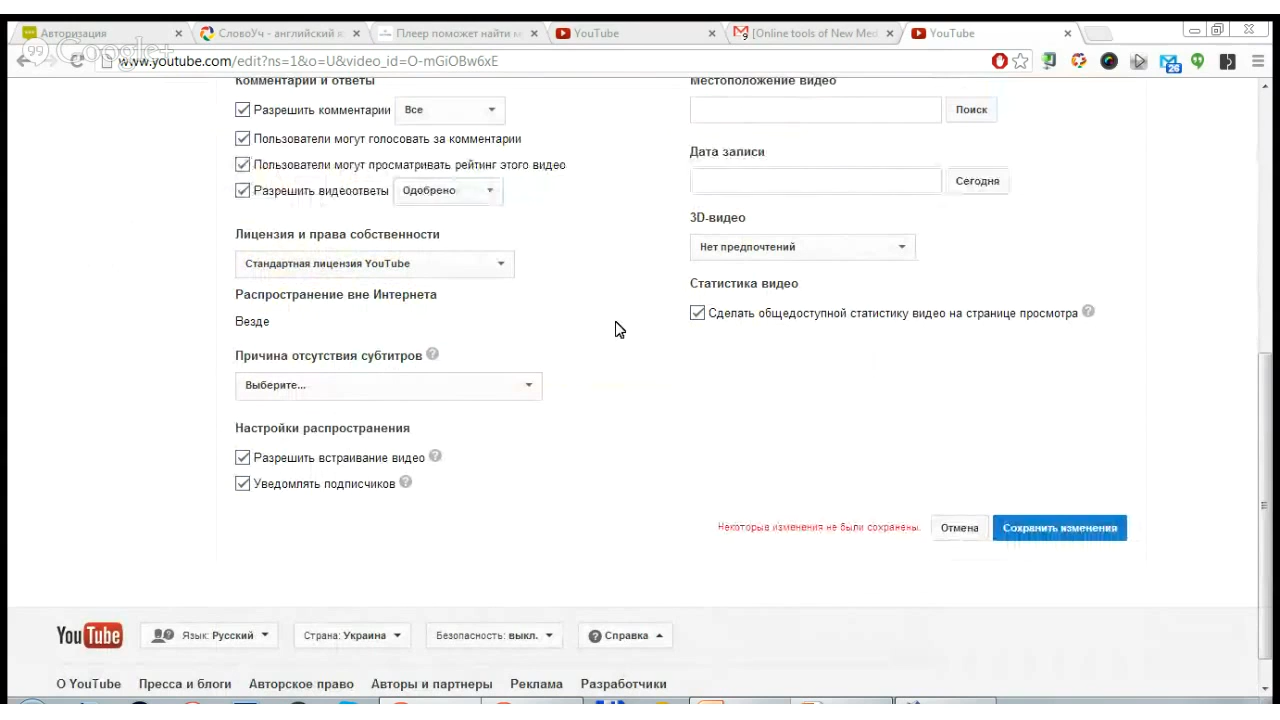 Авторизация
СловоУч - английский я
Плеер поможет найти м
YouTube
[Online tools of New Med
YouTube
Google+
www.youtube.com/edit?ns=1&o=U&video_id=O-mGiOBw6xE
26
Комментарии и ответы
Разрешить комментарии Все
Пользователи могут голосовать за комментарии
Пользователи могут просматривать рейтинг этого видео
Разрешить видеоответы Одобрено
Лицензия и права собственности
Стандартная лицензия YouTube
Распространение вне Интернета
Везде
Причина отсутствия субтитров
Выберите...
Настройки распространения
Разрешить встраивание видео
Уведомлять подписчиков
Местоположение видео
Поиск
Дата записи
Сегодня
3D-видео
Нет предпочтений
Статистика видео
Сделать общедоступной статистику видео на странице просмотра
Некоторые изменения не были сохранены.
Отмена
Сохранить изменения
YouTube
Язык: Русский
Страна: Украина
Безопасность: выкл.
Справка
О YouTube Пресса и блоги Авторское право Авторы и партнеры Реклама Разработчики